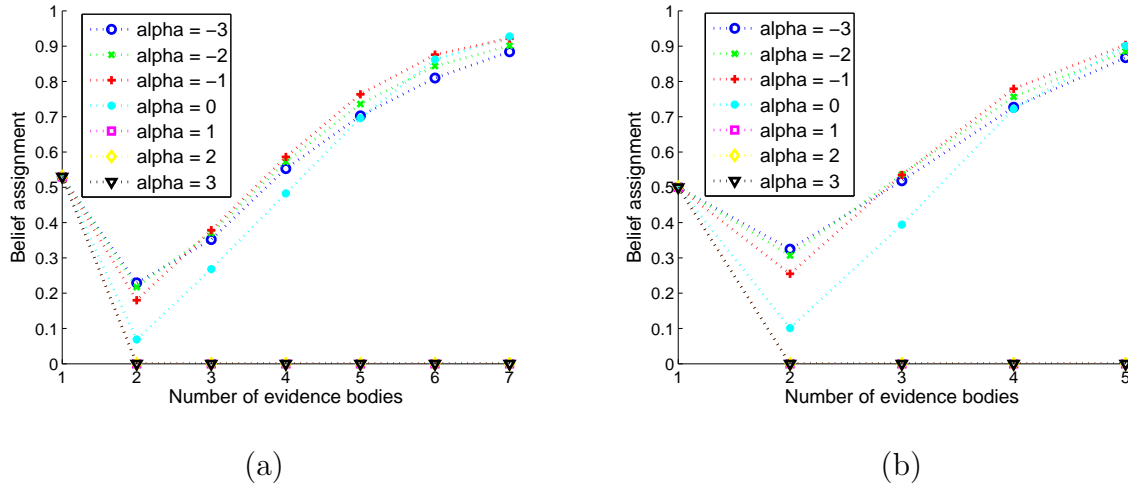 1
0.9
0.8
0.7
0.6
0.5
0.4
0.3
0.2
0.1
0
Belief assignment
alpha = −3
alpha = −2
alpha = −1
alpha = 0
alpha = 1
alpha = 2
alpha = 3
1 2 3 4 5 6 7
Number of evidence bodies
(a)
1
0.9
0.8
0.7
0.6
0.5
0.4
0.3
0.2
0.1
0
Belief assignment
alpha = −3
alpha = −2
alpha = −1
alpha = 0
alpha = 1
alpha = 2
alpha = 3
1 2 3 4 5
Number of evidence bodies
(b)